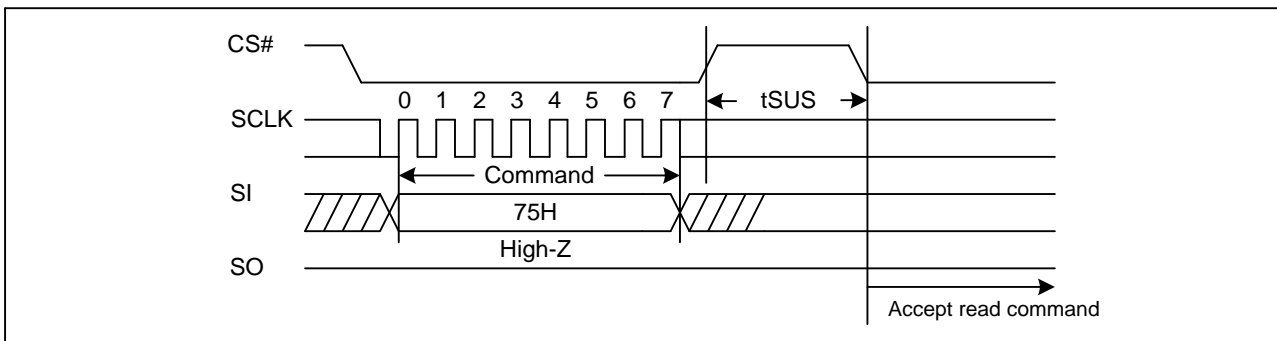 CS#
tSUS
0 1 2 3 4 5 6 7
SCLK
Command
SI
75H
High-Z
SO
Accept read command